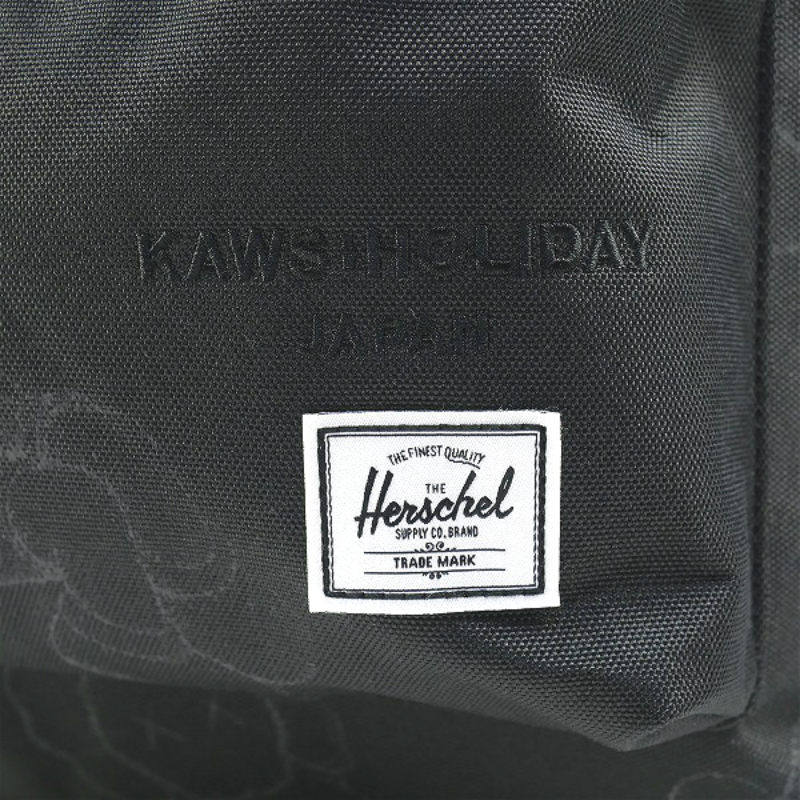 KAWS:HOLIDAY
JAPAN
THE FINEST QUALITY
THE
Herschel
SUPPLY CO. BRAND
TRADE MARK